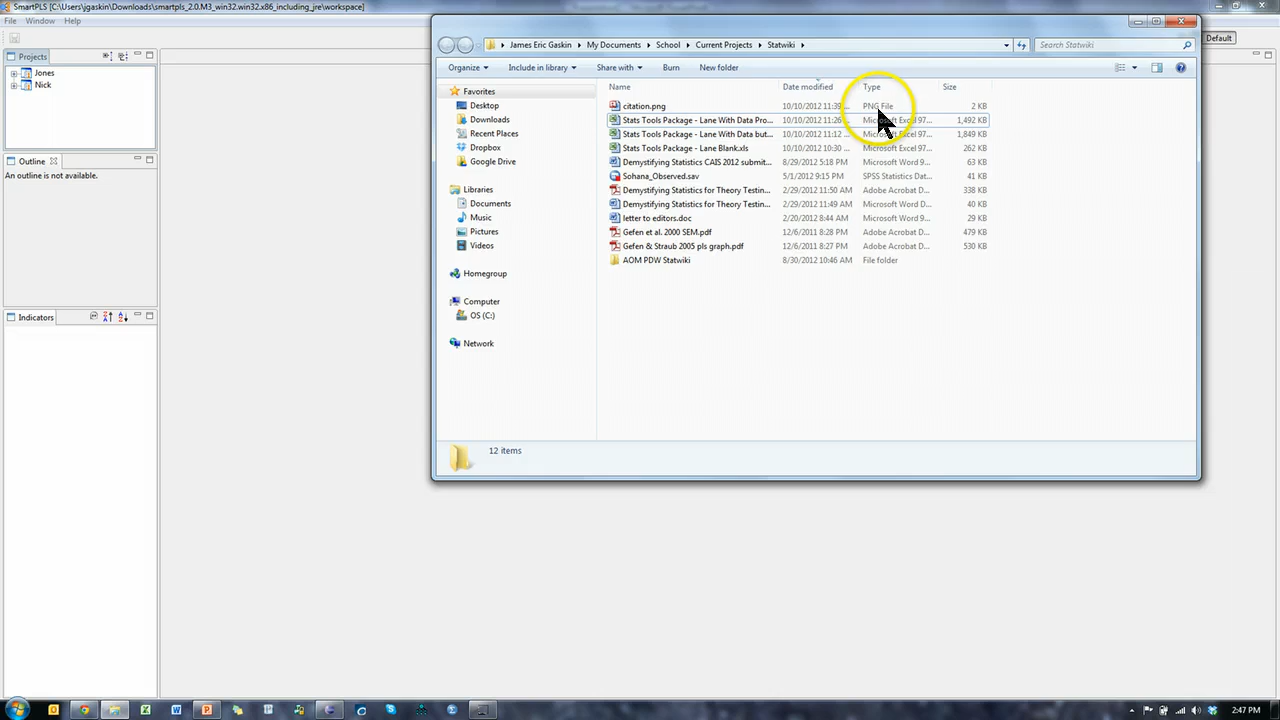 SmartPLS [C:\Users\jgaskin\Downloads\smartpls_2.0.M3_win32.win32.x86_including_jre\workspace]
File Window Help
James Eric Gaskin My Documents School Current Projects Statwiki Search Statwiki Default
Projects
Organize Include in library Share with Burn New folder
Jones
Nick
Favorites
Desktop
Downloads
Recent Places
Dropbox
Google Drive
Libraries
Documents
Music
Pictures
Videos
Homegroup
Computer
OS (C:)
Network
Name Date modified Type Size
citation.png 10/10/2012 11:39... PNG File 2 KB
Stats Tools Package - Lane With Data Pro... 10/10/2012 11:26... Microsoft Excel 97... 1,492 KB
Stats Tools Package - Lane With Data but... 10/10/2012 11:12... Microsoft Excel 97... 1,849 KB
Stats Tools Package - Lane Blank.xls 10/10/2012 10:30... Microsoft Excel 97... 262 KB
Demystifying Statistics CAIS 2012 submit... 8/29/2012 5:18 PM Microsoft Word 9... 63 KB
Sohana_Observed.sav 5/1/2012 9:15 PM SPSS Statistics Dat... 41 KB
Demystifying Statistics for Theory Testin... 2/29/2012 11:50 AM Adobe Acrobat D... 338 KB
Demystifying Statistics for Theory Testin... 2/29/2012 11:49 AM Microsoft Word D... 40 KB
letter to editors.doc 2/20/2012 8:44 AM Microsoft Word 9... 29 KB
Gefen et al. 2000 SEM.pdf 12/6/2011 8:28 PM Adobe Acrobat D... 479 KB
Gefen & Straub 2005 pls graph.pdf 12/6/2011 8:27 PM Adobe Acrobat D... 530 KB
AOM PDW Statwiki 8/30/2012 10:46 AM File folder
Outline
An outline is not available.
Indicators
12 items
2:47 PM